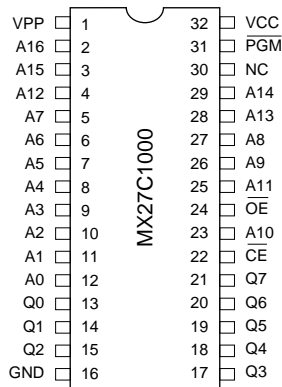 VPP 1 32 VCC
A16 2 31 PGM
A15 3 30 NC
A12 4 29 A14
A7 5 28 A13
A6 6 27 A8
A5 7 26 A9
A4 8 25 A11
A3 9 24 OE
A2 10 23 A10
A1 11 22 CE
A0 12 21 Q7
Q0 13 20 Q6
Q1 14 19 Q5
Q2 15 18 Q4
GND 16 17 Q3
MX27C1000